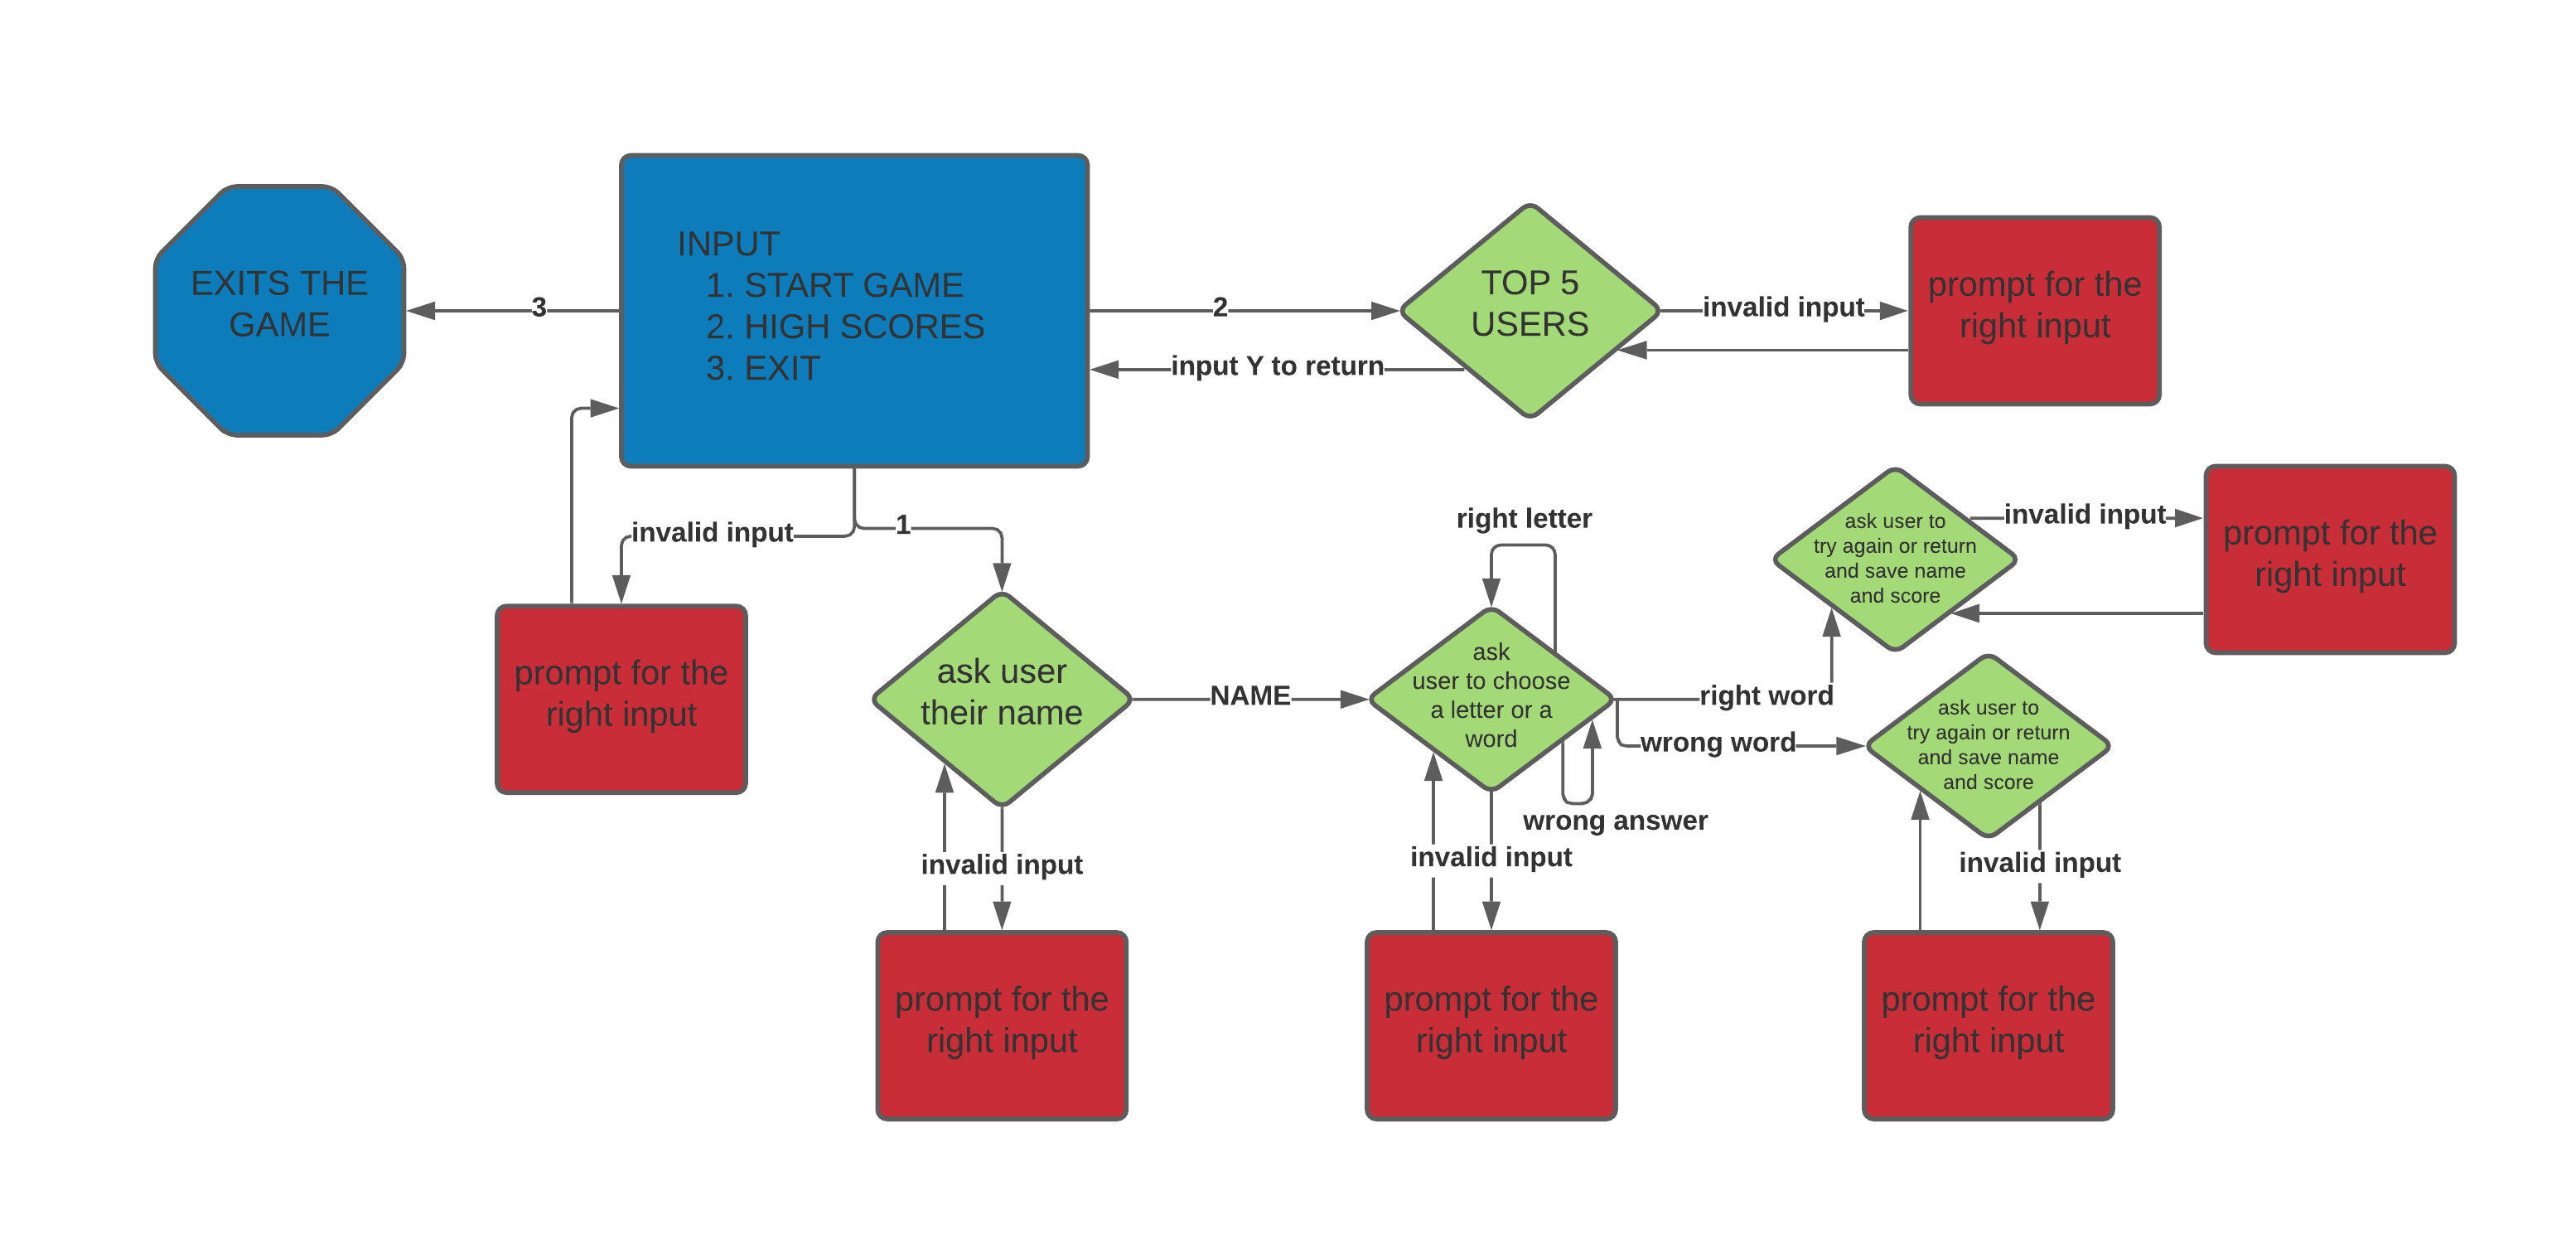 EXITS THE
GAME
3
INPUT
1. START GAME
2. HIGH SCORES
3. EXIT
2
input Y to return
TOP 5
USERS
invalid input
prompt for the
right input
invalid input
1
prompt for the
right input
ask user
their name
invalid input
prompt for the
right input
NAME
right letter
ask
user to choose
a letter or a
word
wrong answer
invalid input
prompt for the
right input
right word
wrong word
ask user to
try again or return
and save name
and score
invalid input
prompt for the
right input
ask user to
try again or return
and save name
and score
invalid input
prompt for the
right input